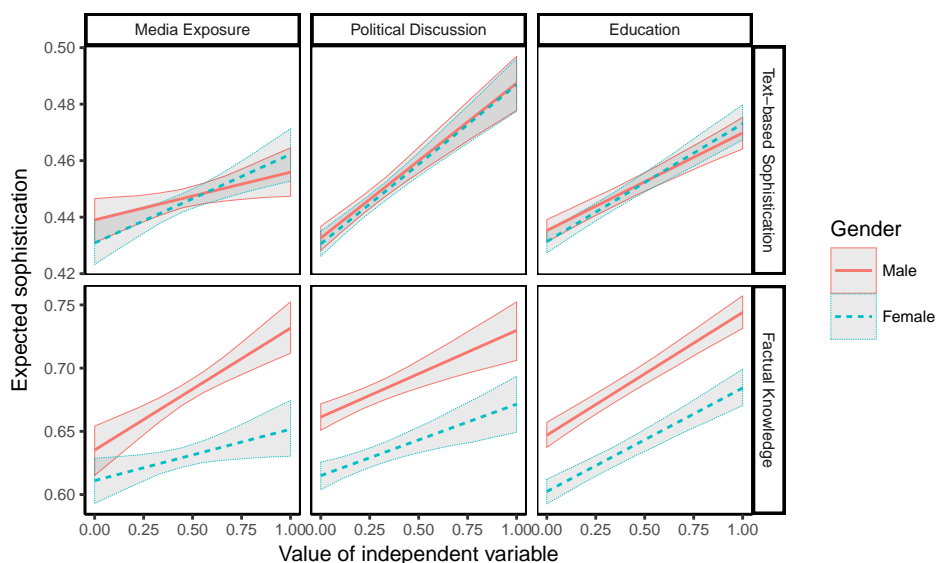 Media Exposure
Political Discussion
Education
0.50
0.48
0.46
0.44
0.42
Text−based Sophistication
0.75
0.70
0.65
0.60
Factual Knowledge
0.00 0.25 0.50 0.75 1.00
0.00 0.25 0.50 0.75 1.00
0.00 0.25 0.50 0.75 1.00
Value of independent variable
Expected sophistication
Gender
Male
Female